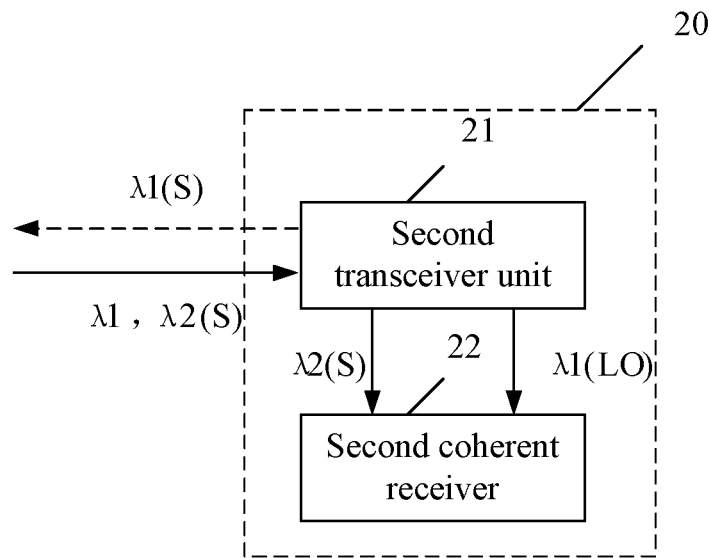 20
21
λ1(S)
Second
transceiver unit
λ1，λ2(S)
22
λ2(S)
λ1(LO)
Second coherent
receiver